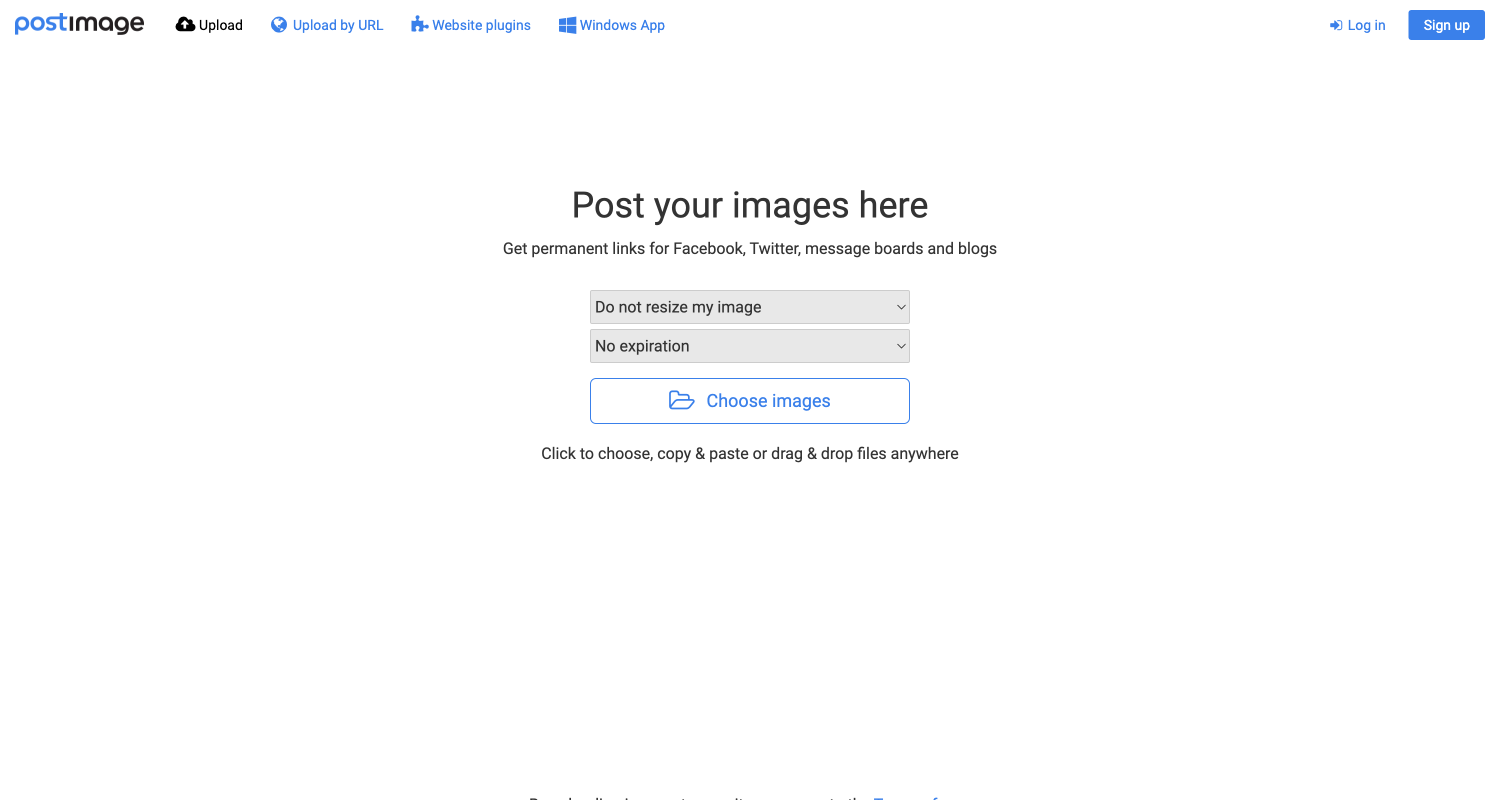 postimage
Upload
Upload by URL
Website plugins
Windows App
Log in
Sign up
Post your images here
Get permanent links for Facebook, Twitter, message boards and blogs
Do not resize my image
No expiration
Choose images
Click to choose, copy & paste or drag & drop files anywhere